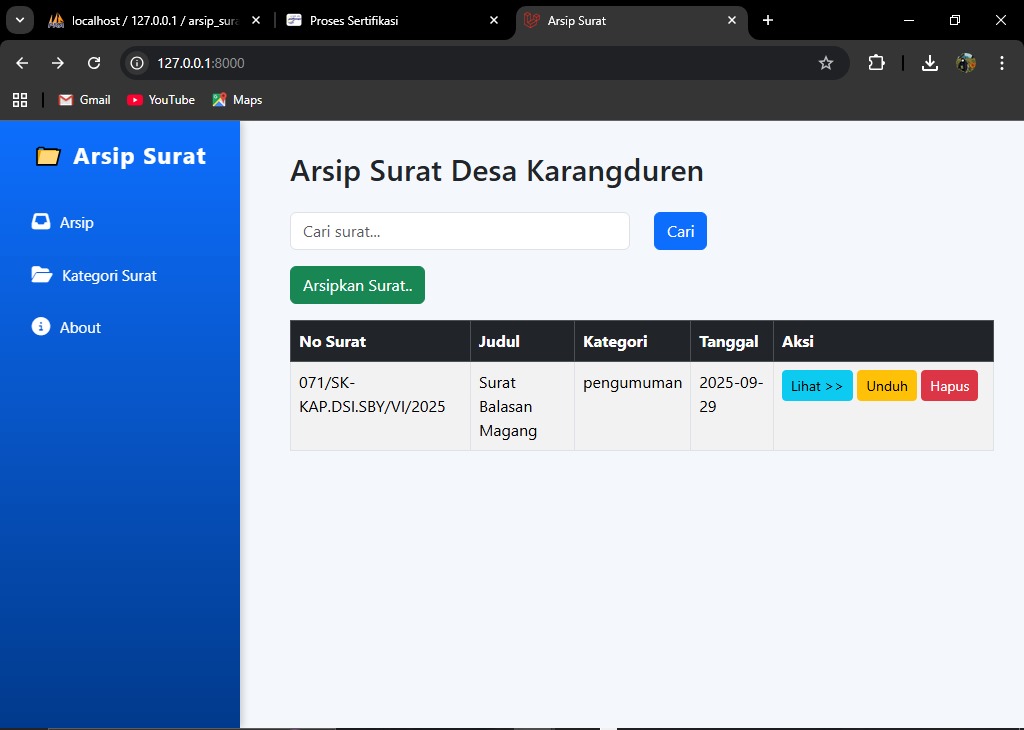 localhost / 127.0.0.1 / arsip_sura
Proses Sertifikasi
Arsip Surat
127.0.0.1:8000
Gmail
YouTube
Maps
Arsip Surat
Arsip
Kategori Surat
About
Arsip Surat Desa Karangduren
Cari surat...
Cari
Arsipkan Surat..
No Surat Judul Kategori Tanggal Aksi
071/SK- Surat pengumuman 2025-09- Lihat >> Unduh Hapus
KAP.DSI.SBY/VI/2025 Balasan 29
Magang